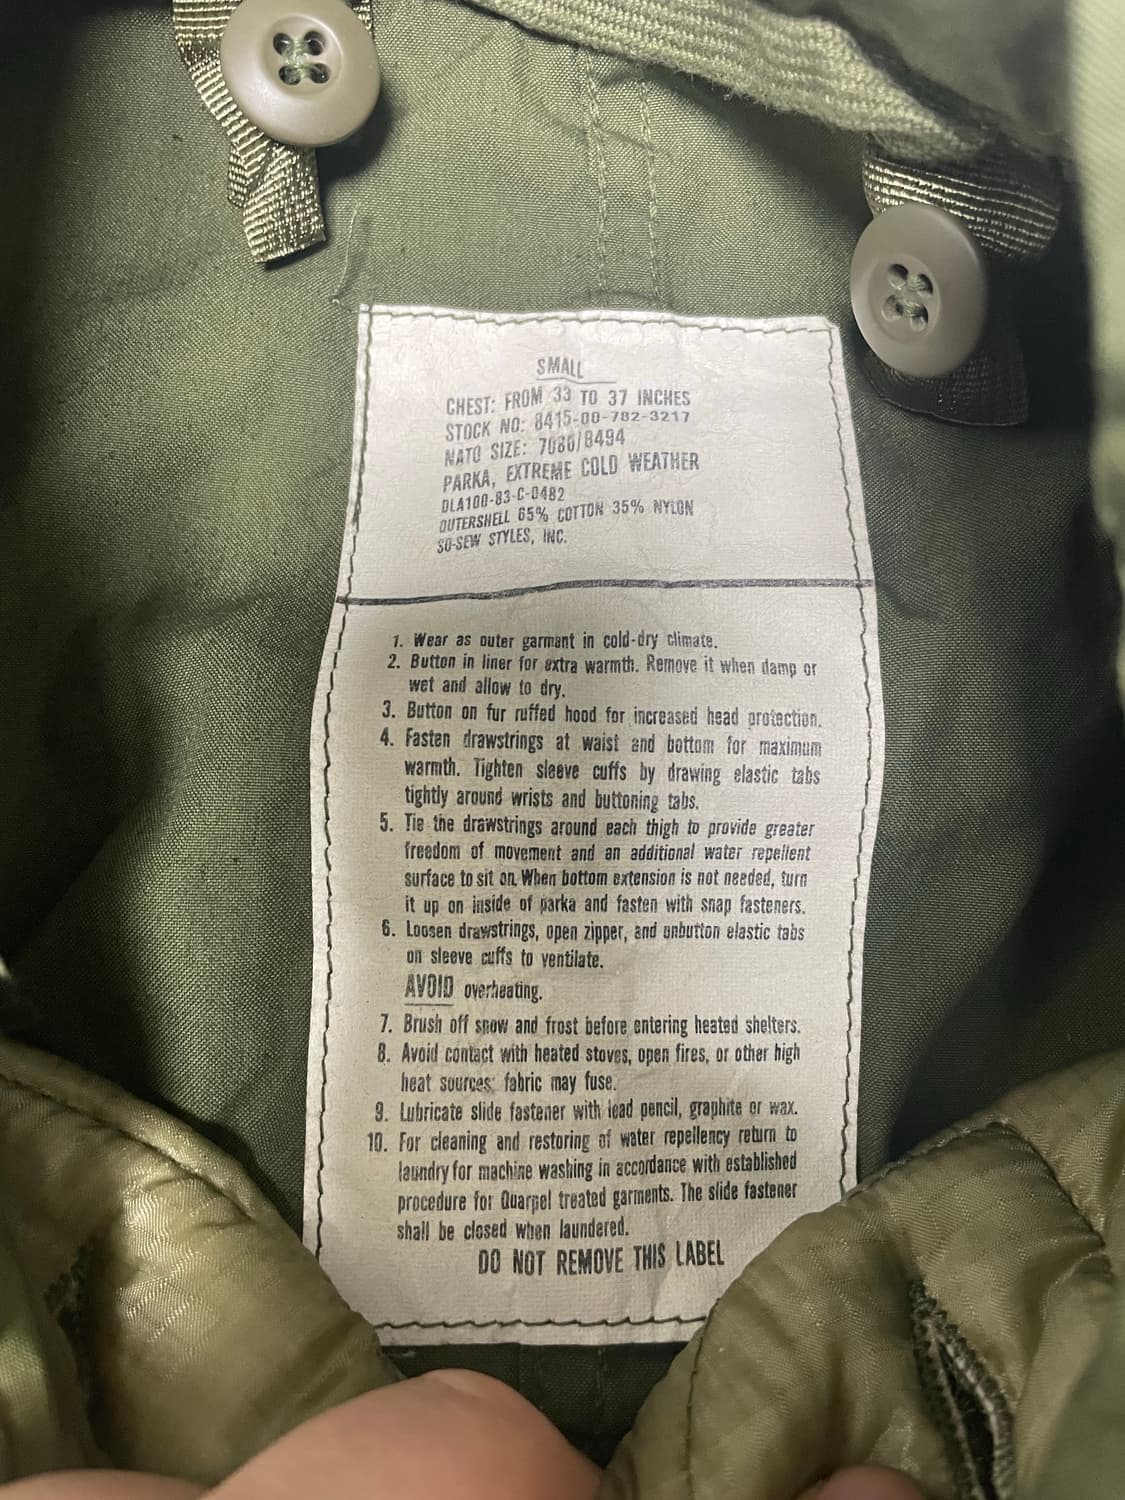 SMALL
CHEST: FROM 33 TO 37 INCHES
STOCK NO: 8415-00-782-3217
NATO SIZE: 7080/8494
PARKA, EXTREME COLD WEATHER
DLA100-83-C-0482
OUTERSHELL 65% COTTON 35% NYLON
SO-SEW STYLES, INC.
1. Wear as outer garmant in cold-dry climate.
2. Button in liner for extra warmth. Remove it when damp or
wet and allow to dry.
3. Button on fur ruffed hood for increased head protection.
4. Fasten drawstrings at waist and bottom for maximum
warmth. Tighten sleeve cuffs by drawing elastic tabs
tightly around wrists and buttoning tabs.
5. Tie the drawstrings around each thigh to provide greater
freedom of movement and an additional water repellent
surface to sit on. When bottom extension is not needed, turn
it up on inside of parka and fasten with snap fasteners.
6. Loosen drawstrings, open zipper, and unbutton elastic tabs
on sleeve cuffs to ventilate.
AVOID overheating.
7. Brush off snow and frost before entering heated shelters.
8. Avoid contact with heated stoves, open fires, or other high
heat sources; fabric may fuse.
9. Lubricate slide fastener with lead pencil, graphite or wax.
10. For cleaning and restoring of water repellency return to
laundry for machine washing in accordance with established
procedure for Quarpel treated garments. The slide fastener
shall be closed when laundered.
DO NOT REMOVE THIS LABEL